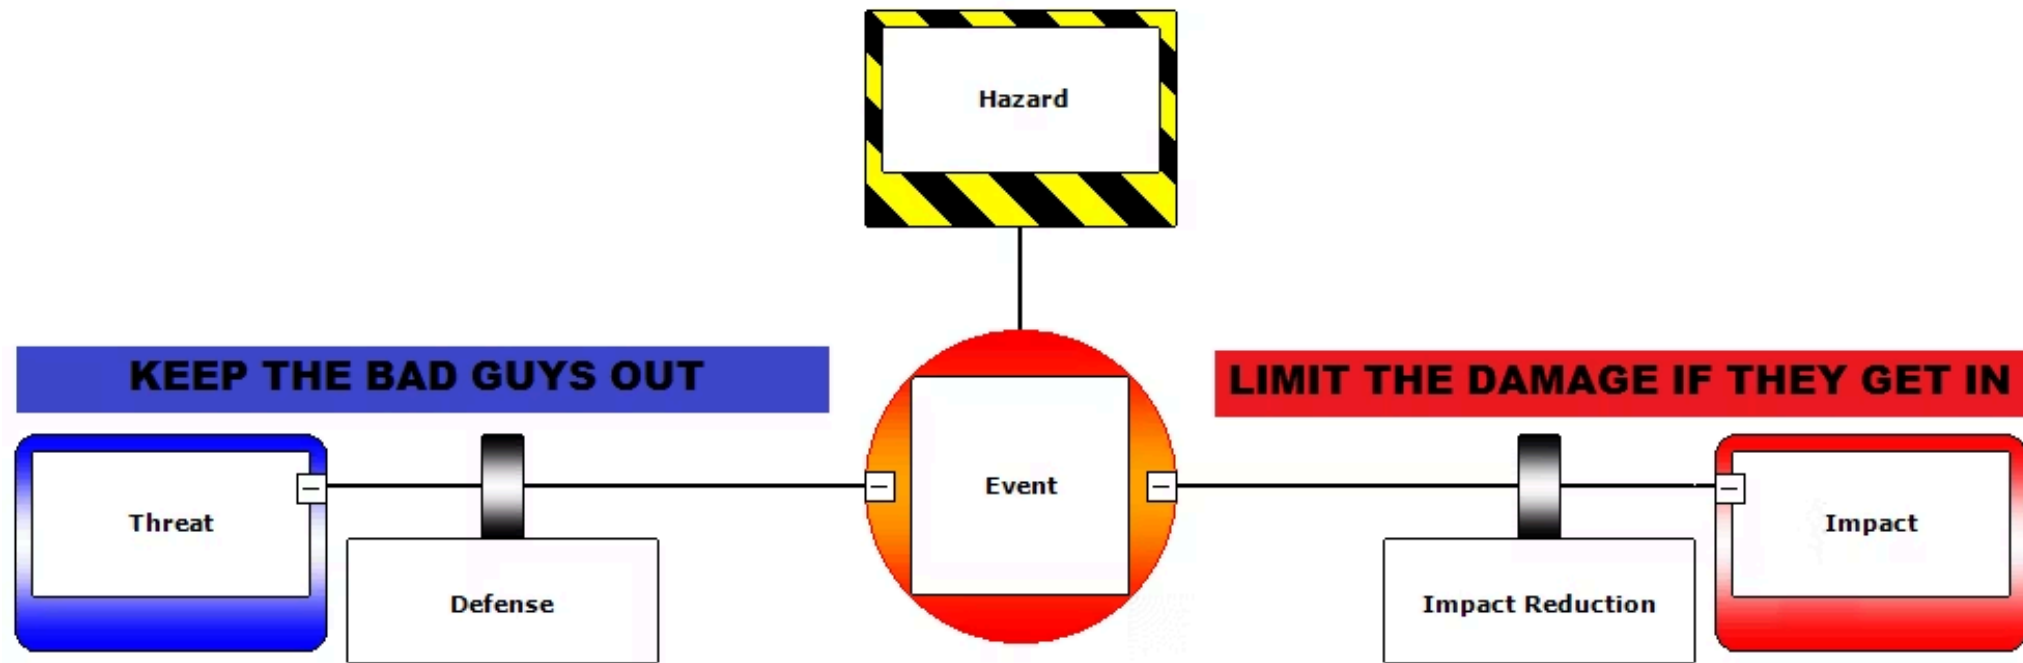 Hazard
KEEP THE BAD GUYS OUT
LIMIT THE DAMAGE IF THEY GET IN
Threat
Defense
Event
Impact Reduction
Impact